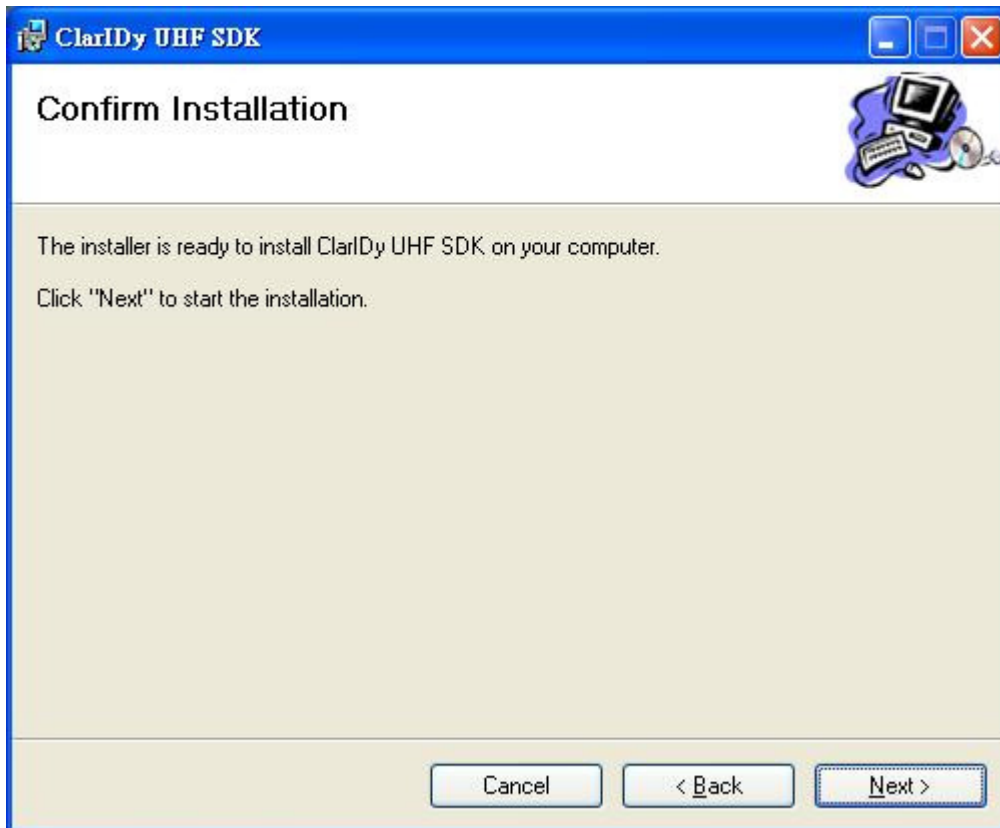 ClarIDy UHF SDK
Confirm Installation
The installer is ready to install ClarIDy UHF SDK on your computer.
Click "Next" to start the installation.
Cancel
< Back
Next >